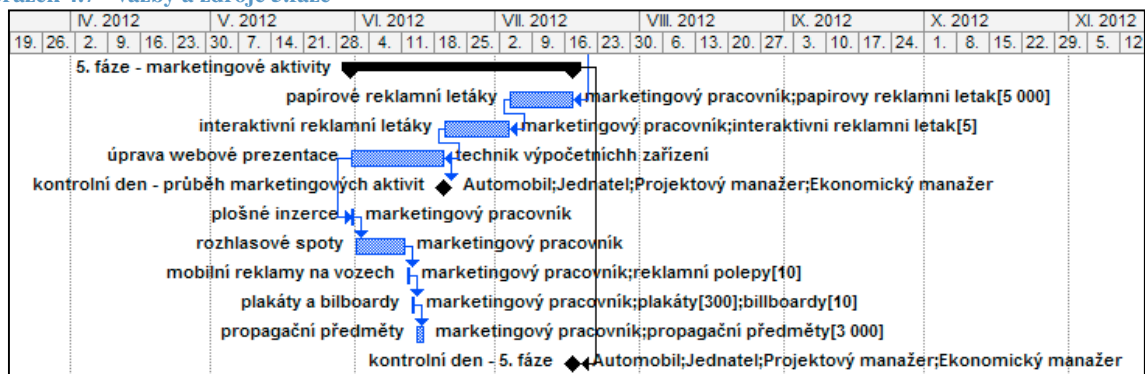 IV. 2012 V. 2012 VI. 2012 VII. 2012 VIII. 2012 IX. 2012 X. 2012 XI. 2012
19. 26. 2. 9. 16. 23. 30. 7. 14. 21. 28. 4. 11. 18. 25. 2. 9. 16. 23. 30. 6. 13. 20. 27. 3. 10. 17. 24. 1. 8. 15. 22. 29. 5. 12
5. fáze - marketingové aktivity
papírové reklamní letáky marketingový pracovník;papirovy reklamni letak[5 000]
interaktivní reklamní letáky marketingový pracovník;interaktivni reklamni letak[5]
úprava webové prezentace technik výpočetníchh zařízení
kontrolní den - průběh marketingových aktivit Automobil;Jednatel;Projektový manažer;Ekonomický manažer
plošné inzerce marketingový pracovník
rozhlasové spoty marketingový pracovník
mobilní reklamy na vozech marketingový pracovník;reklamní polepy[10]
plakáty a bilboardy marketingový pracovník;plakáty[300];billboardy[10]
propagační předměty marketingový pracovník;propagační předměty[3 000]
kontrolní den - 5. fáze Automobil;Jednatel;Projektový manažer;Ekonomický manažer